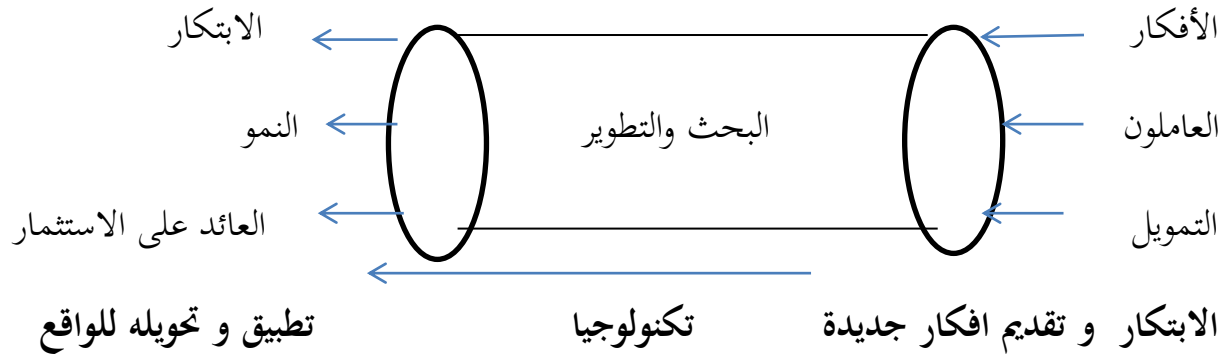 الأفكار
العاملون
التمويل
البحث والتطوير
الابتكار
النمو
العائد على الاستثمار
الابتكار و تقديم افكار جديدة
تكنولوجيا
تطبيق و تحويله للواقع